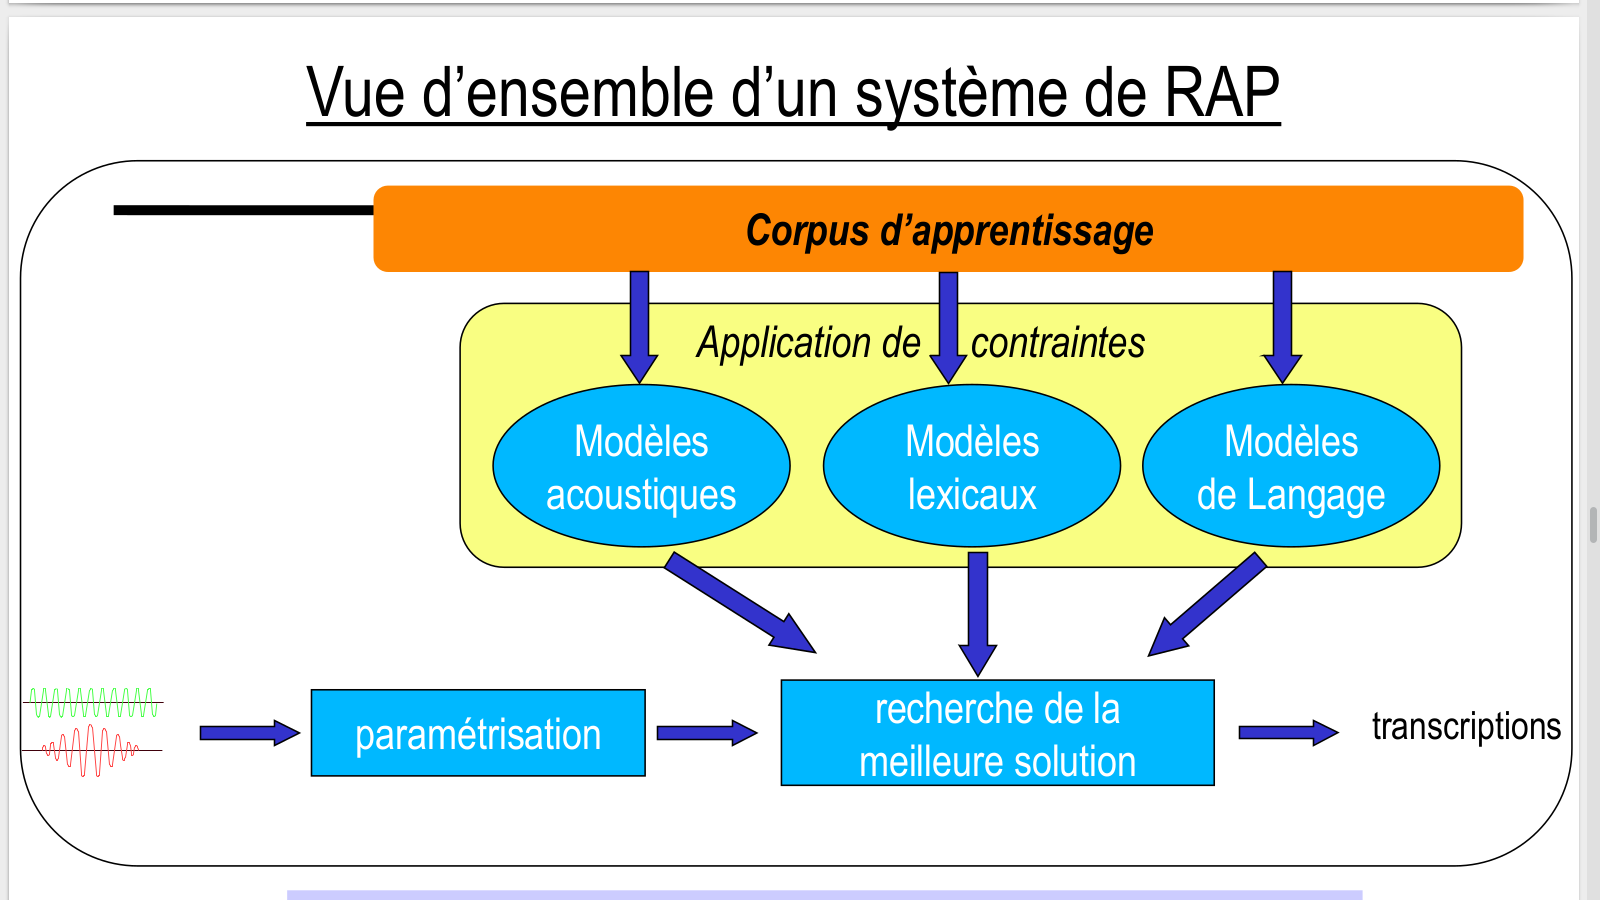 Vue d’ensemble d’un système de RAP
Corpus d’apprentissage
Application de contraintes
Modèles
acoustiques
Modèles
lexicaux
Modèles
de Langage
paramétrisation
recherche de la
meilleure solution
transcriptions